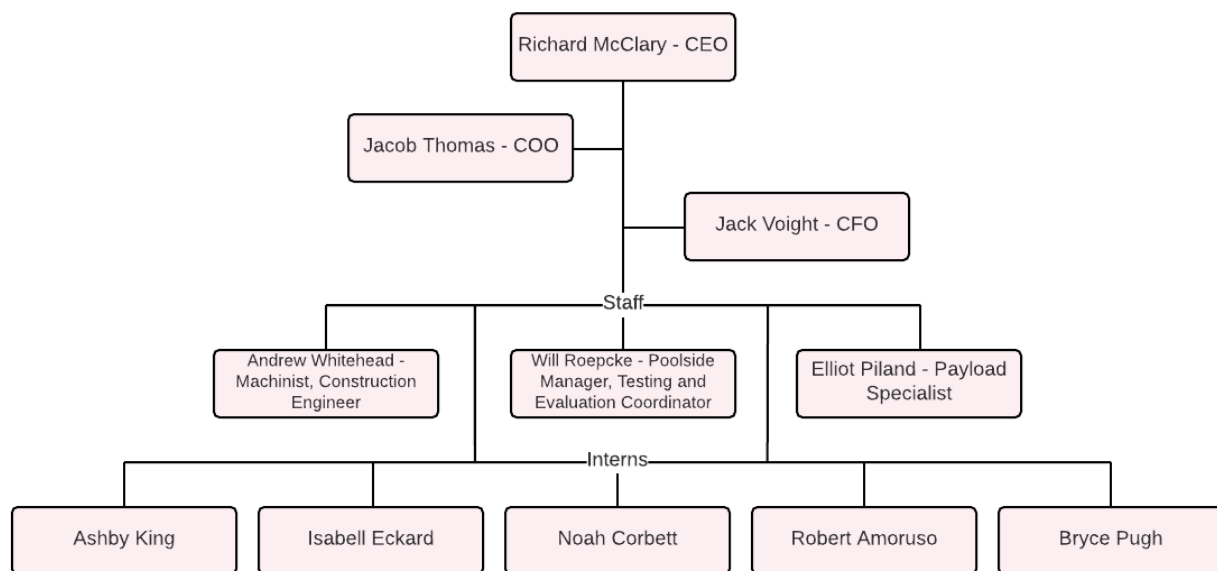 Richard McClary - CEO
Jacob Thomas - COO
Jack Voight - CFO
Staff
Andrew Whitehead -
Machinist, Construction
Engineer
Will Roepcke - Poolside
Manager, Testing and
Evaluation Coordinator
Elliot Piland - Payload
Specialist
Interns
Ashby King
Isabell Eckard
Noah Corbett
Robert Amoruso
Bryce Pugh